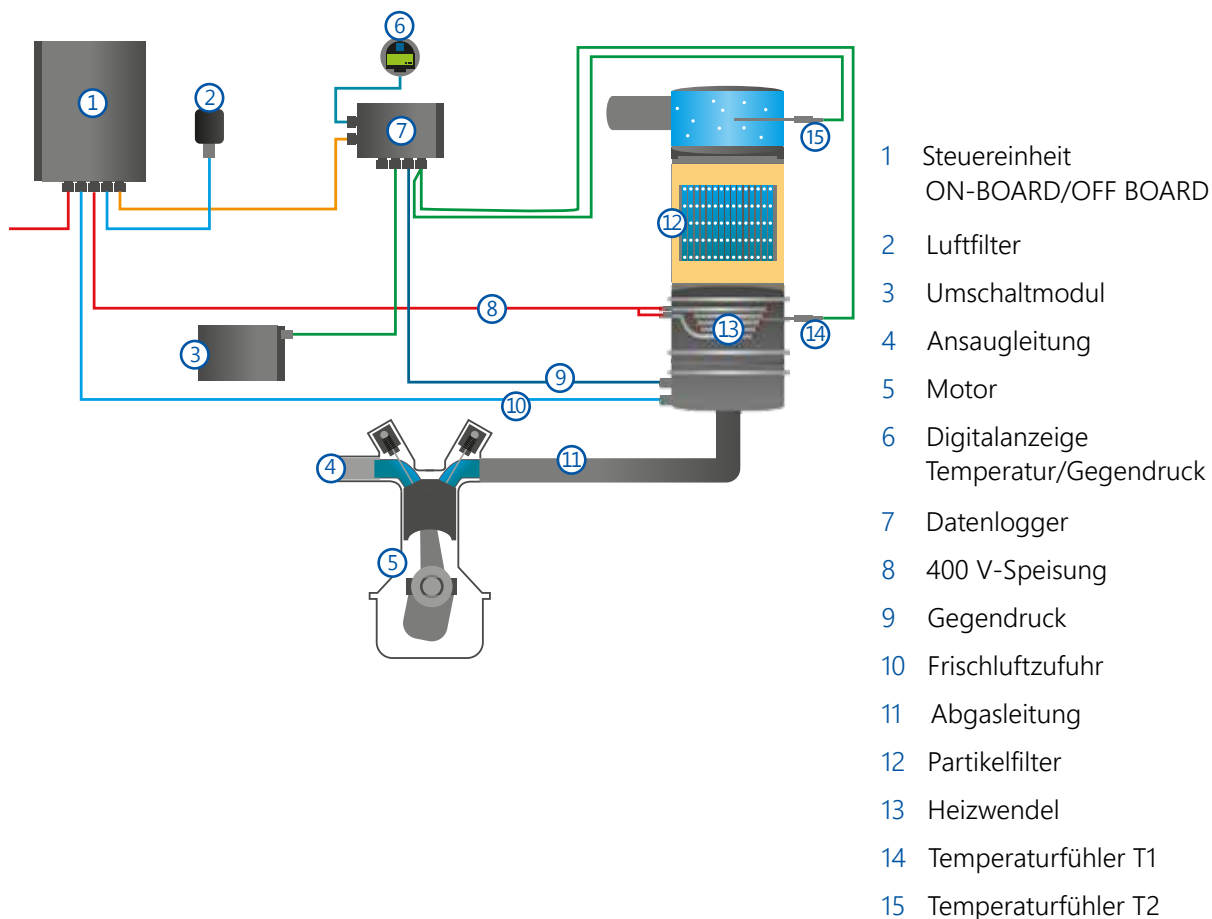 6
1
2
7
15
12
8
13
14
3
9
10
4
11
5
1 Steuereinheit
ON-BOARD/OFF BOARD
2 Luftfilter
3 Umschaltmodul
4 Ansaugleitung
5 Motor
6 Digitalanzeige
Temperatur/Gegendruck
7 Datenlogger
8 400 V-Speisung
9 Gegendruck
10 Frischluftzufuhr
11 Abgasleitung
12 Partikelfilter
13 Heizwendel
14 Temperaturfühler T1
15 Temperaturfühler T2